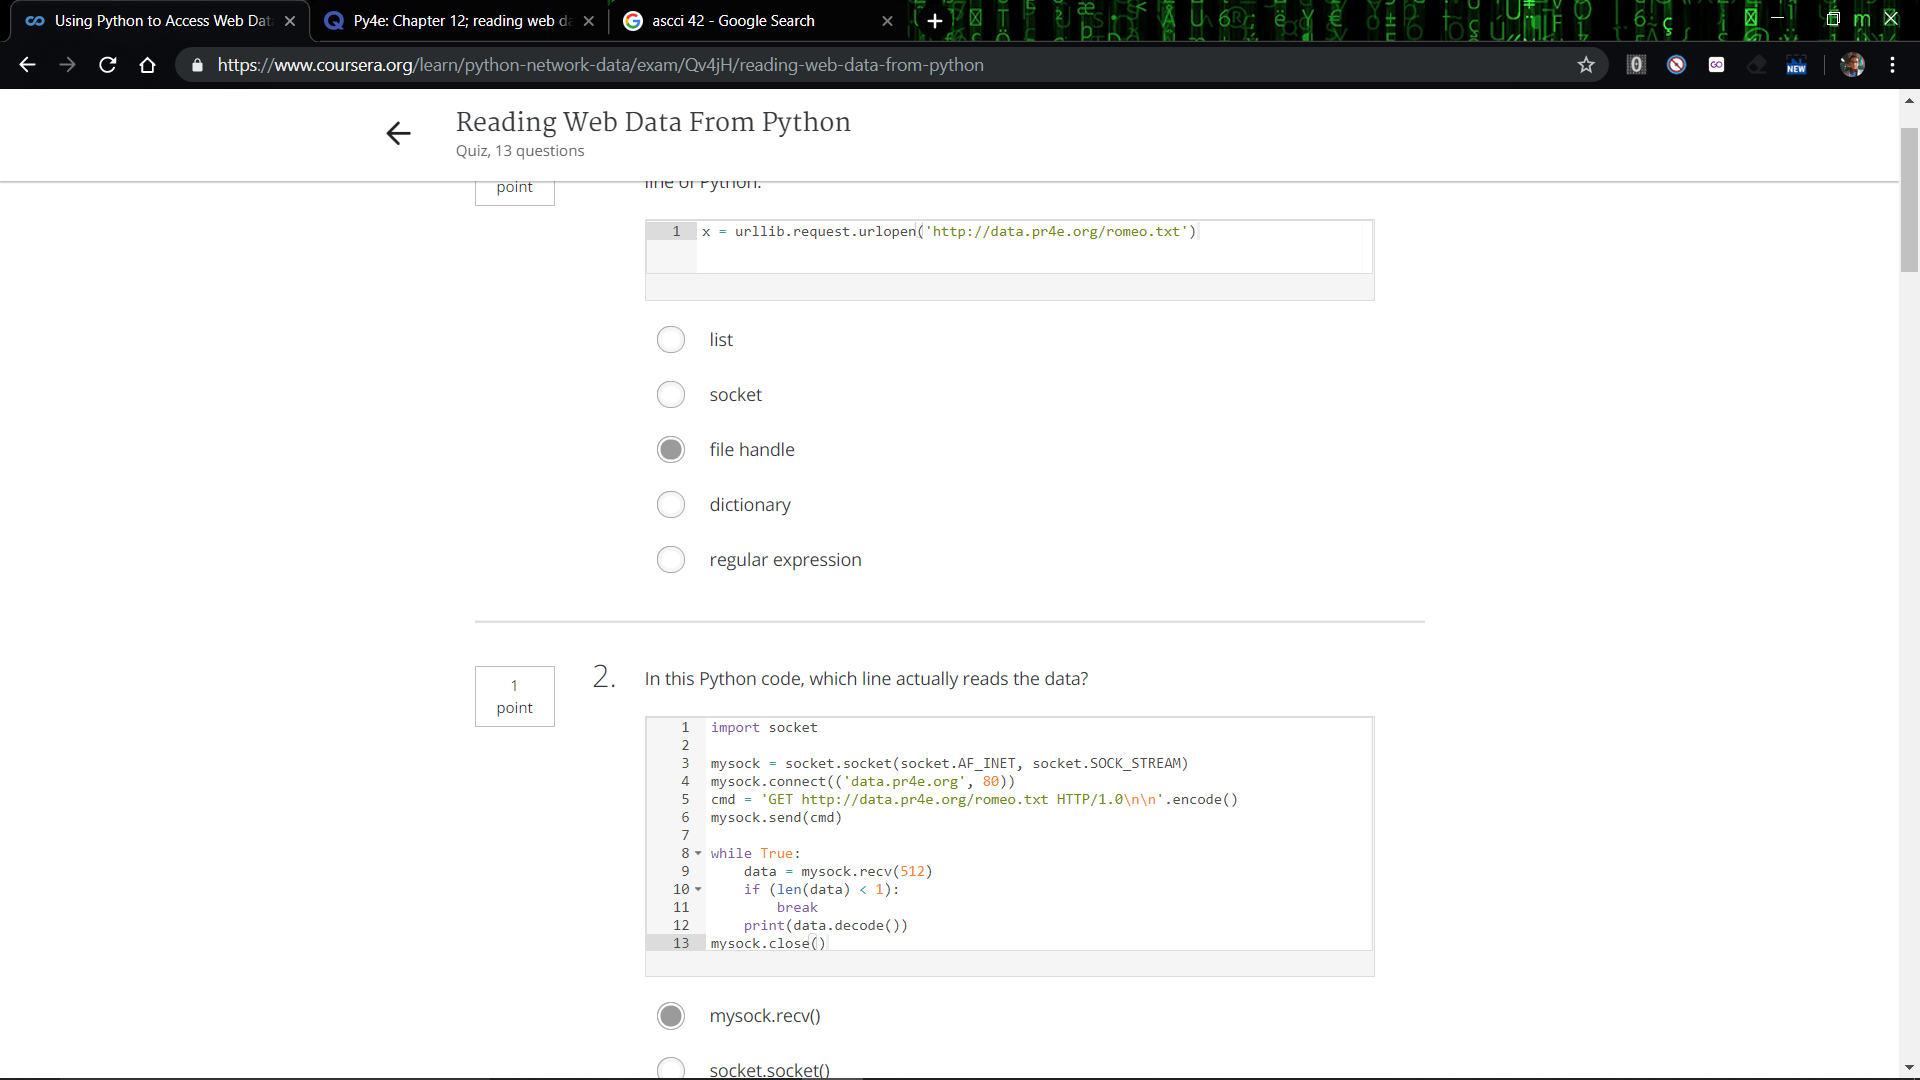 Using Python to Access Web Dat
Py4e: Chapter 12; reading web d
ascci 42 - Google Search
https://www.coursera.org/learn/python-network-data/exam/Qv4jH/reading-web-data-from-python
NEW
Reading Web Data From Python
Quiz, 13 questions
point
line of Python.
1 x = urllib.request.urlopen('http://data.pr4e.org/romeo.txt')
list
socket
file handle
dictionary
regular expression
1
point
2. In this Python code, which line actually reads the data?
1 import socket
2
3 mysock = socket.socket(socket.AF_INET, socket.SOCK_STREAM)
4 mysock.connect(('data.pr4e.org', 80))
5 cmd = 'GET http://data.pr4e.org/romeo.txt HTTP/1.0\n\n'.encode()
6 mysock.send(cmd)
7
8 while True:
9     data = mysock.recv(512)
10     if (len(data) < 1):
11         break
12     print(data.decode())
13 mysock.close()
mysock.recv()
socket.socket()